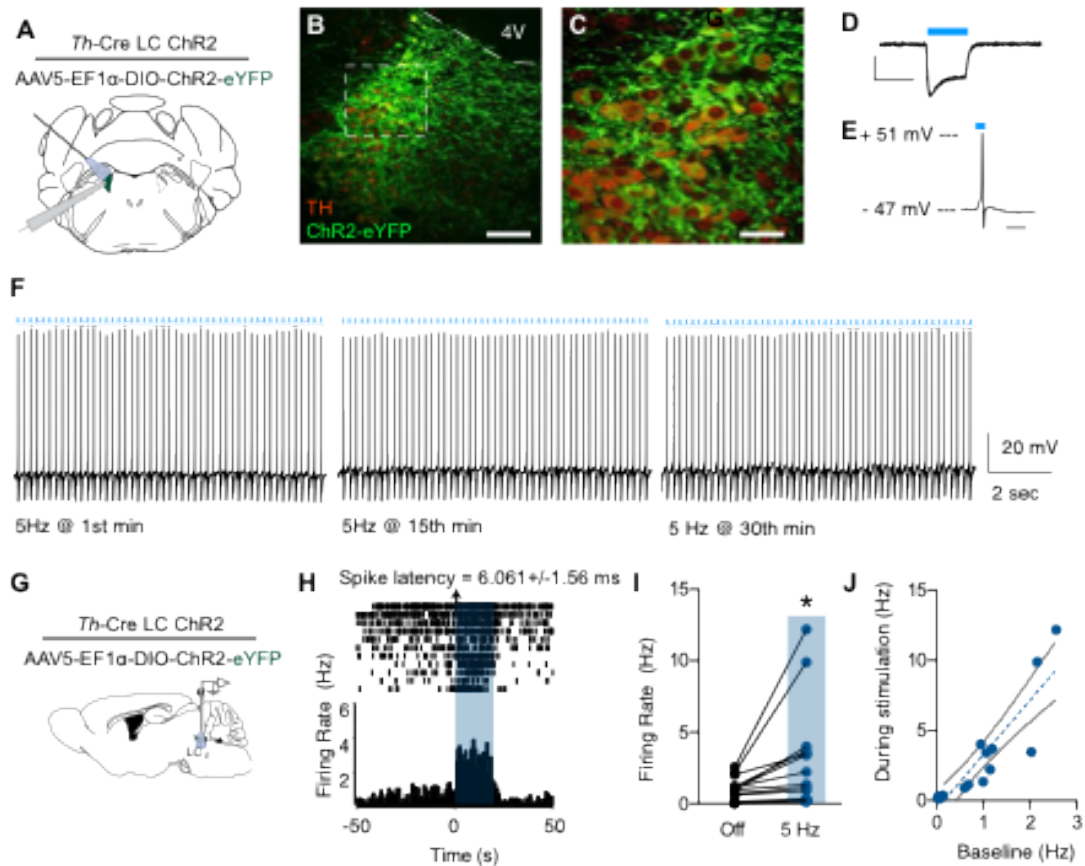 A
Th-Cre LC ChR2
AAV5-EF1α-DIO-ChR2-eYFP
B
4V
TH
ChR2-eYFP
C
G
D
E
+ 51 mV ---
- 47 mV ---
F
5Hz @ 1st min
5Hz @ 15th min
5 Hz @ 30th min
20 mV
2 sec
G
Th-Cre LC ChR2
AAV5-EF1α-DIO-ChR2-eYFP
LC
H
Spike latency = 6.061+/-1.56 ms
Firing Rate (Hz)
6
4
2
-50
0
50
Time (s)
I
*
Firing Rate (Hz)
15
10
5
0
Off
5 Hz
J
During stimulation (Hz)
15
10
5
0
0
1
2
3
Baseline (Hz)